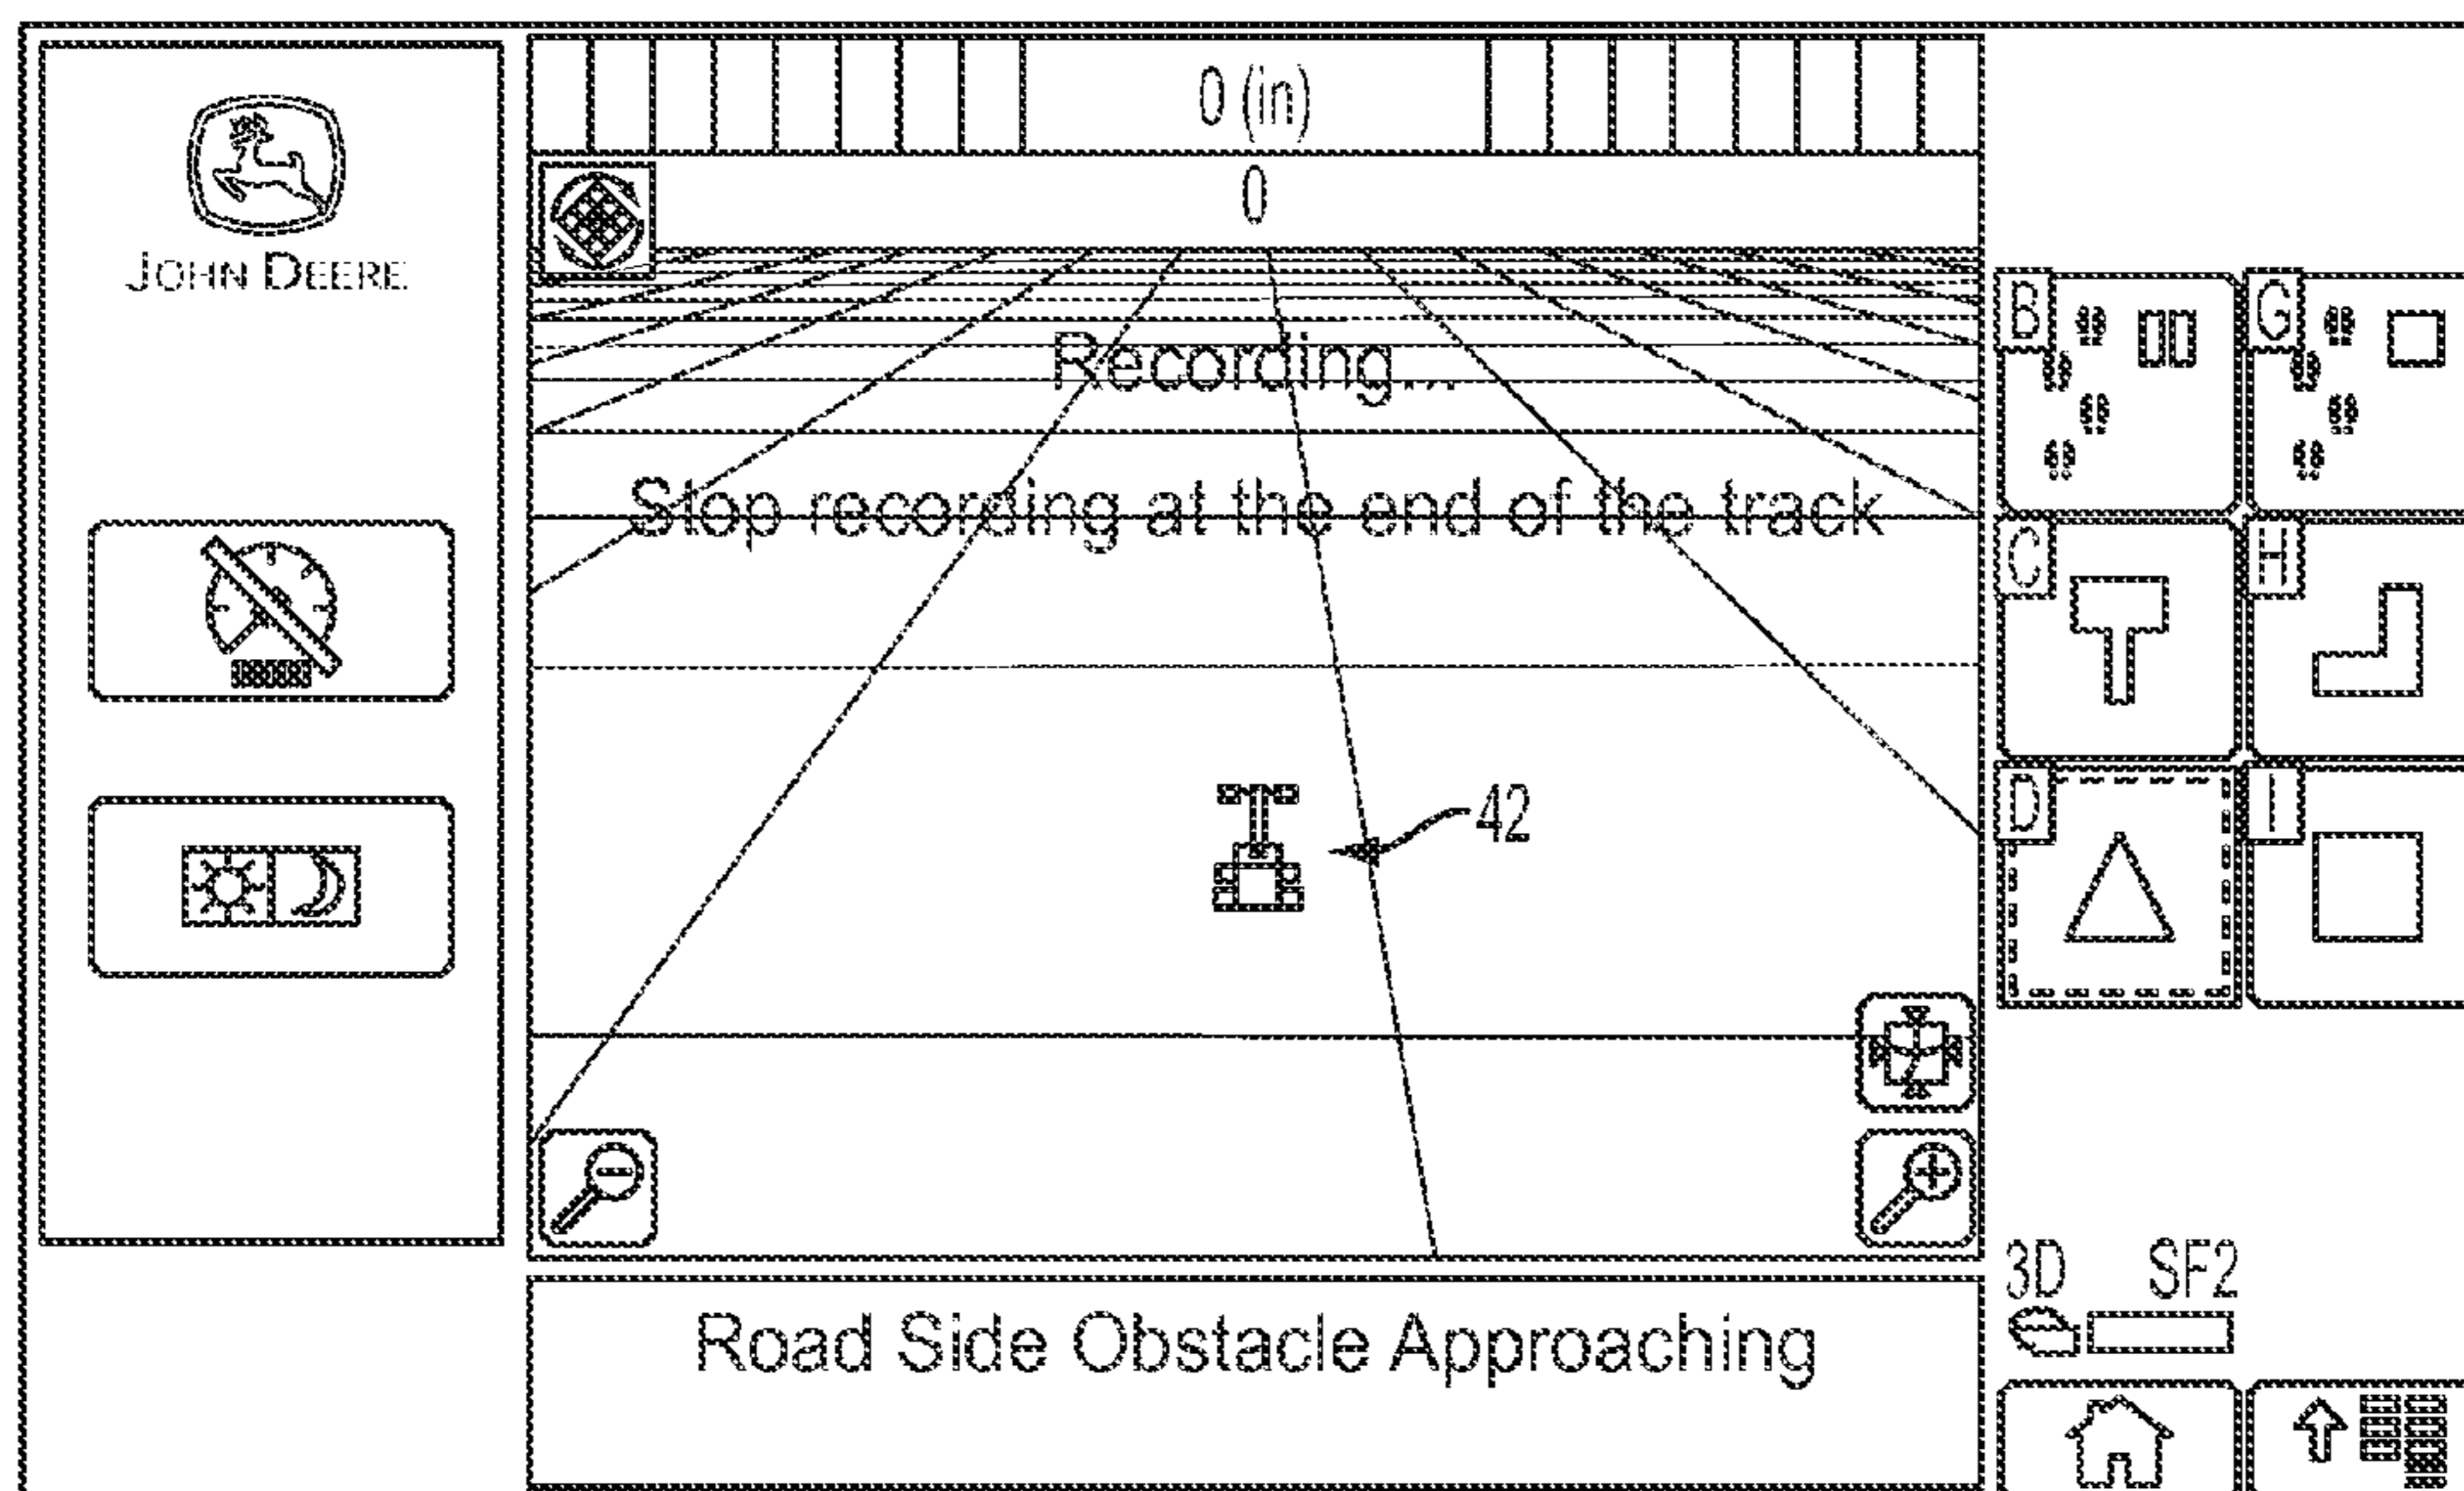 JOHN DEERE
0 (in)
0
Recording...
Stop recording at the end of the track
42
B
G
C
H
D
I
3D SF2
Road Side Obstacle Approaching